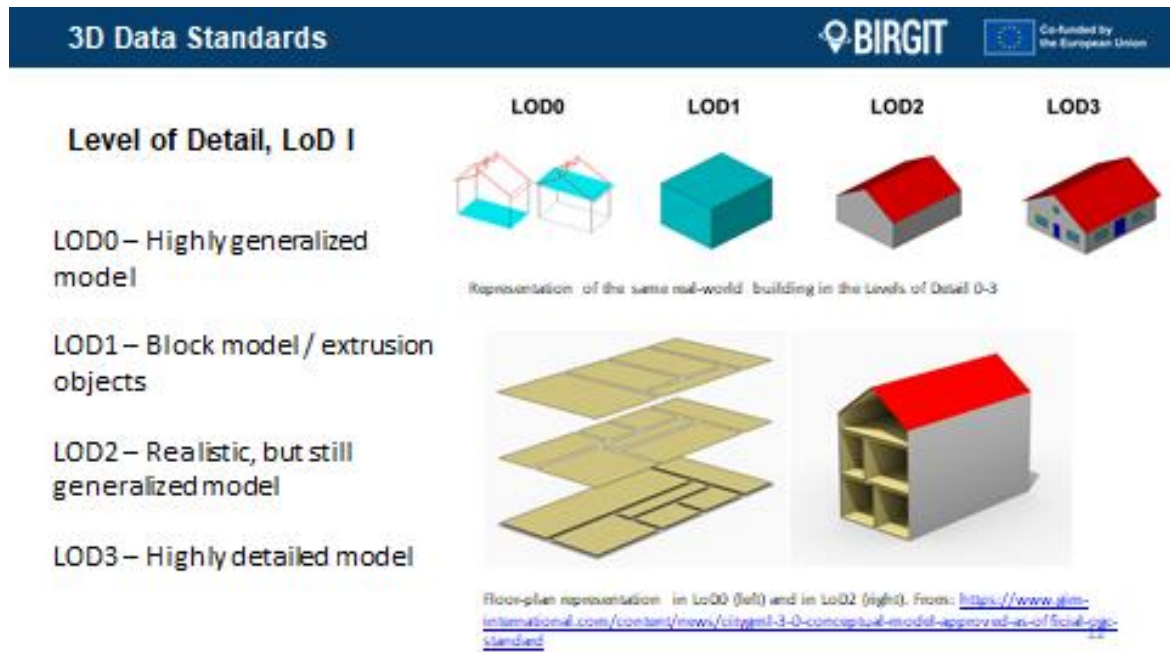 3D Data Standards
BIRGIT
Co-funded by
the European Union
Level of Detail, LoD I
LOD0 – Highly generalized
model
LOD1 – Block model / extrusion
objects
LOD2 – Realistic, but still
generalized model
LOD3 – Highly detailed model
LOD0 LOD1 LOD2 LOD3
Representation of the same real-world building in the Levels of Detail 0-3
Floor-plan representation in LoD0 (left) and in LoD2 (right). From: https://www.gim-
international.com/content/news/citygml-3-0-conceptual-model-approved-as-official-ogc-
standard